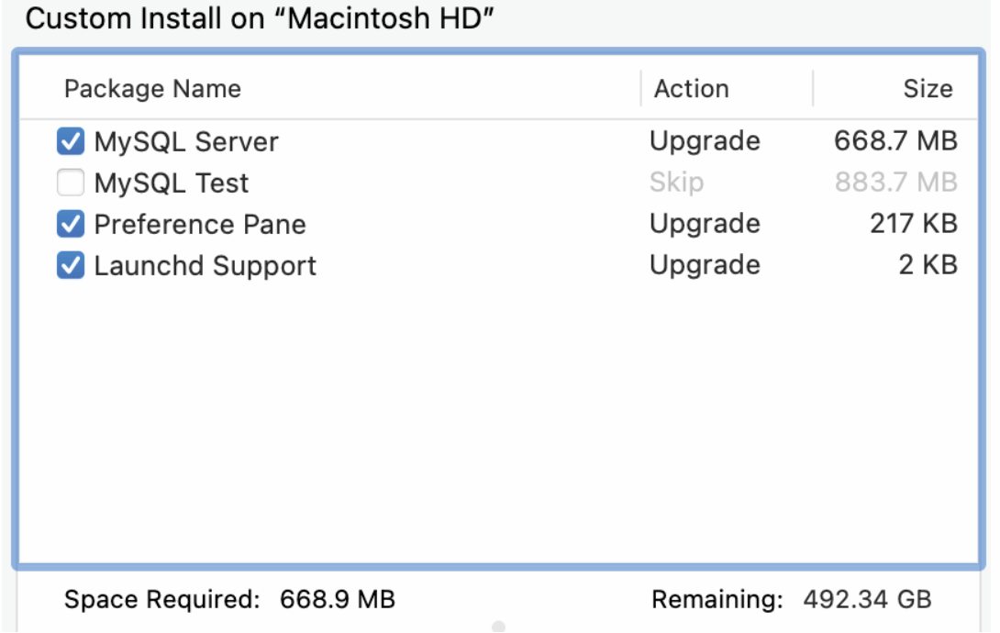 Custom Install on “Macintosh HD”
Package Name Action Size
MySQL Server Upgrade 668.7 MB
MySQL Test Skip 883.7 MB
Preference Pane Upgrade 217 KB
Launchd Support Upgrade 2 KB
Space Required: 668.9 MB Remaining: 492.34 GB